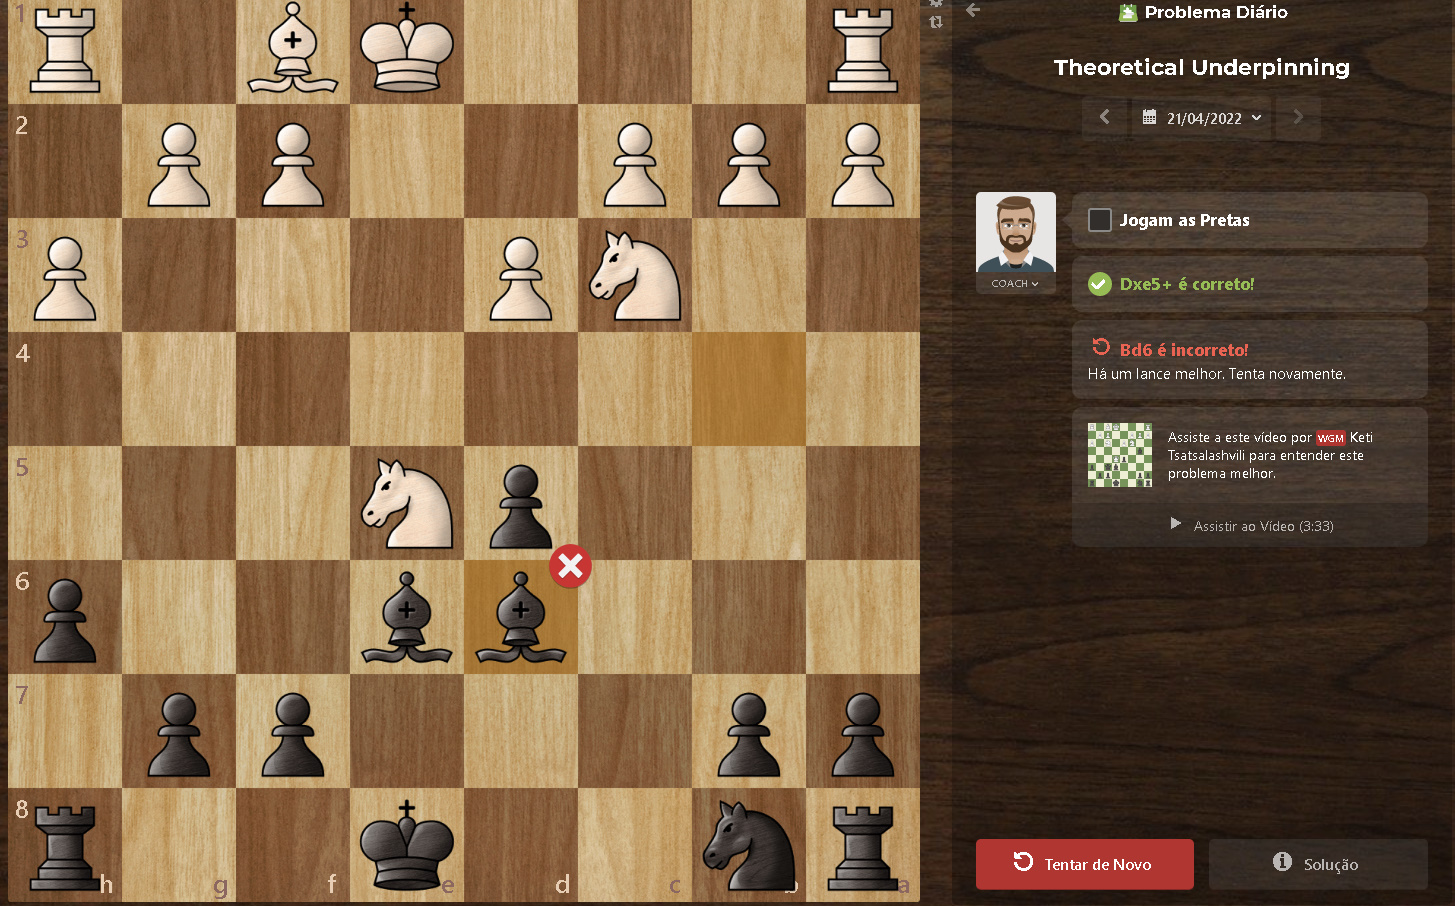 Problema Diário
Theoretical Underpinning
21/04/2022
COACH
Jogam as Pretas
Dxe5+ é correto!
Bd6 é incorreto!
Há um lance melhor. Tenta novamente.
Assiste a este vídeo por WGM Keti
Tsatsalashvili para entender este
problema melhor.
Assistir ao Vídeo (3:33)
Tentar de Novo
Solução
1
2
3
4
5
6
7
8
h g f e d c b a